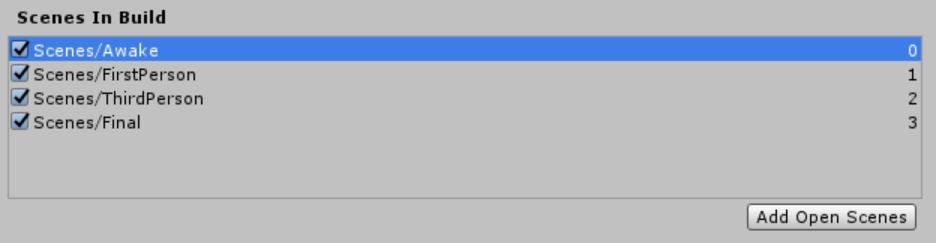 Scenes In Build
Scenes/Awake 0
Scenes/FirstPerson 1
Scenes/ThirdPerson 2
Scenes/Final 3
Add Open Scenes